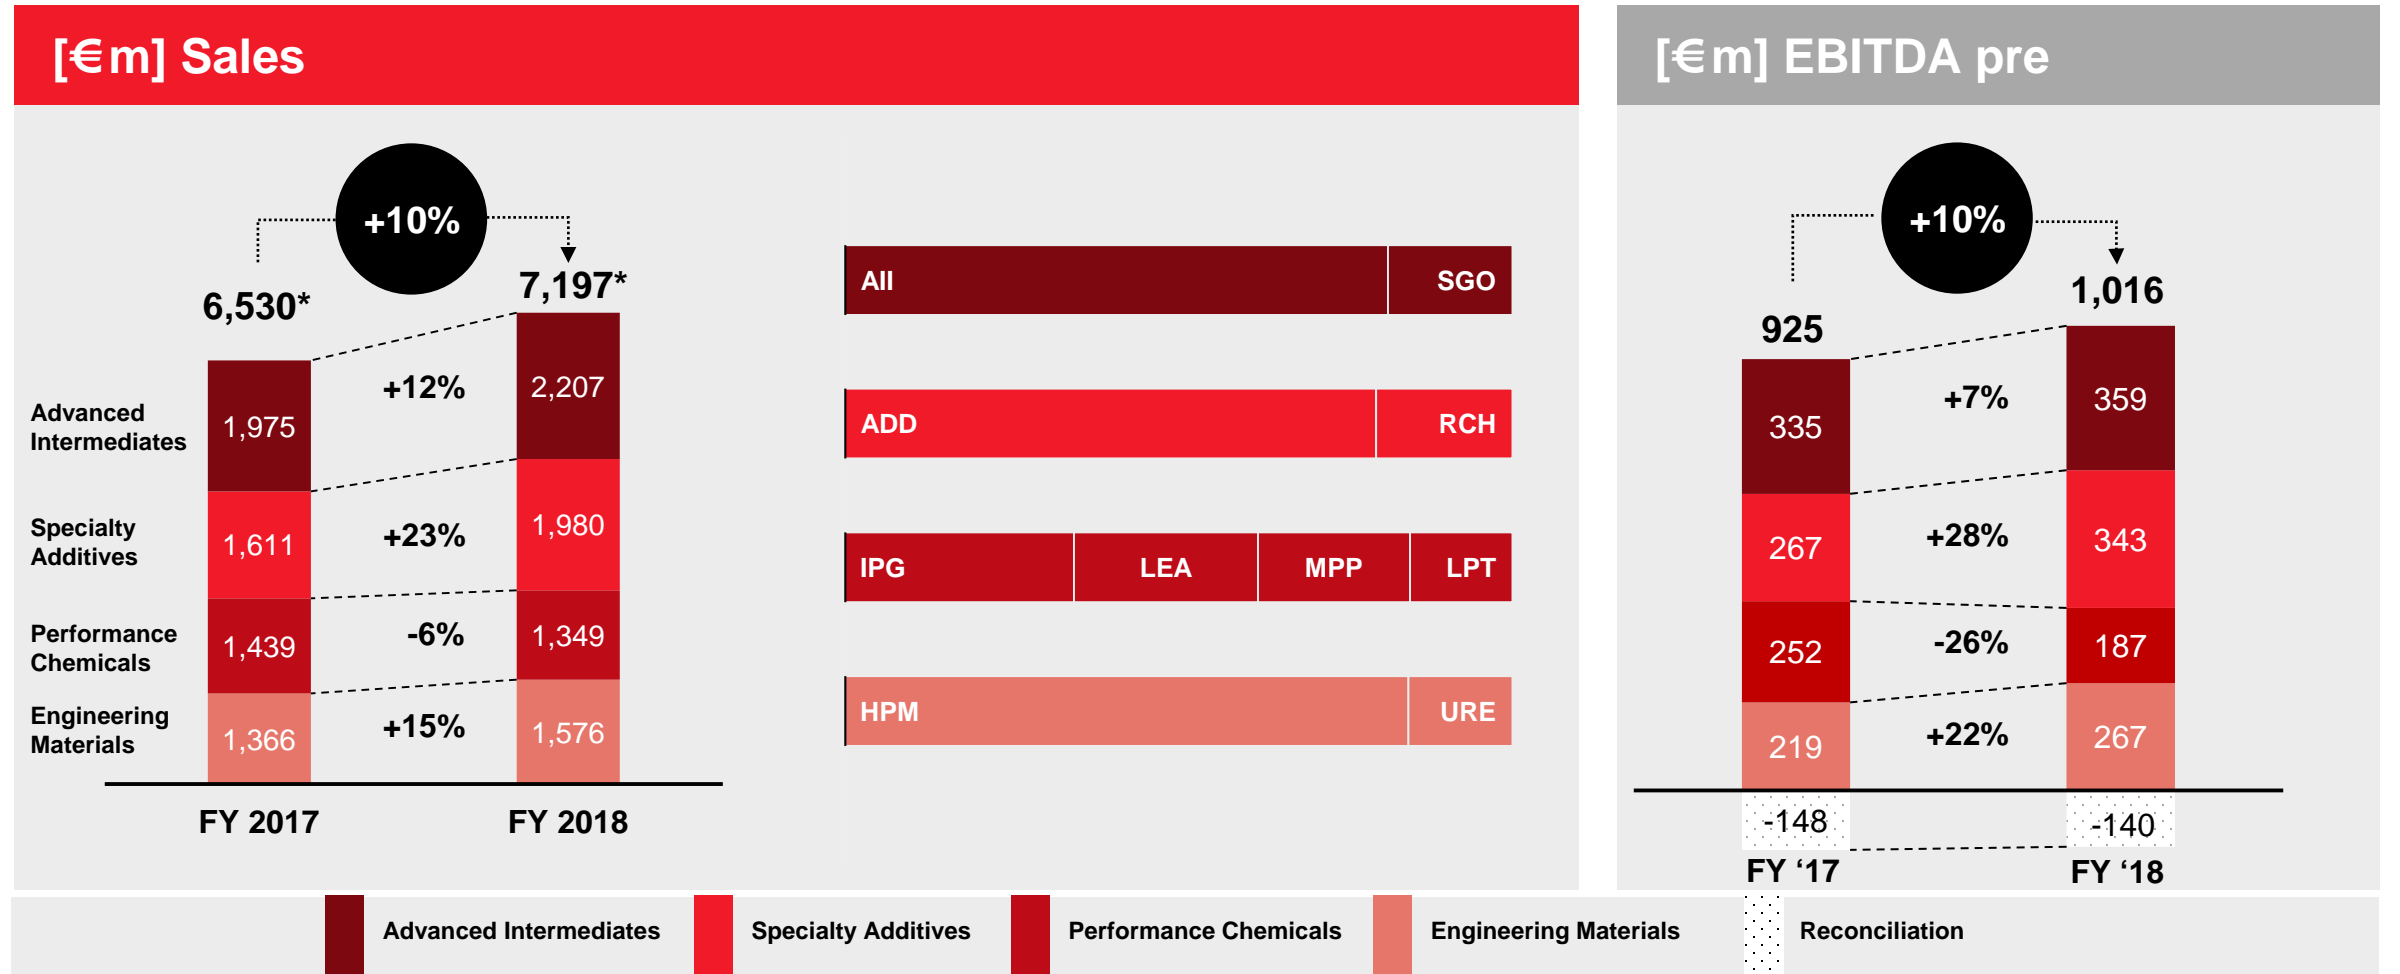 [€m] Sales
+10%
6,530*
7,197*
Advanced
Intermediates
1,975
+12%
2,207
Specialty
Additives
1,611
+23%
1,980
Performance
Chemicals
1,439
-6%
1,349
Engineering
Materials
1,366
+15%
1,576
FY 2017
FY 2018
AII SGO
ADD RCH
IPG LEA MPP LPT
HPM URE
[€m] EBITDA pre
+10%
925
1,016
335
+7%
359
267
+28%
343
252
-26%
187
219
+22%
267
-148
-140
FY ‘17
FY ‘18
Advanced Intermediates
Specialty Additives
Performance Chemicals
Engineering Materials
Reconciliation